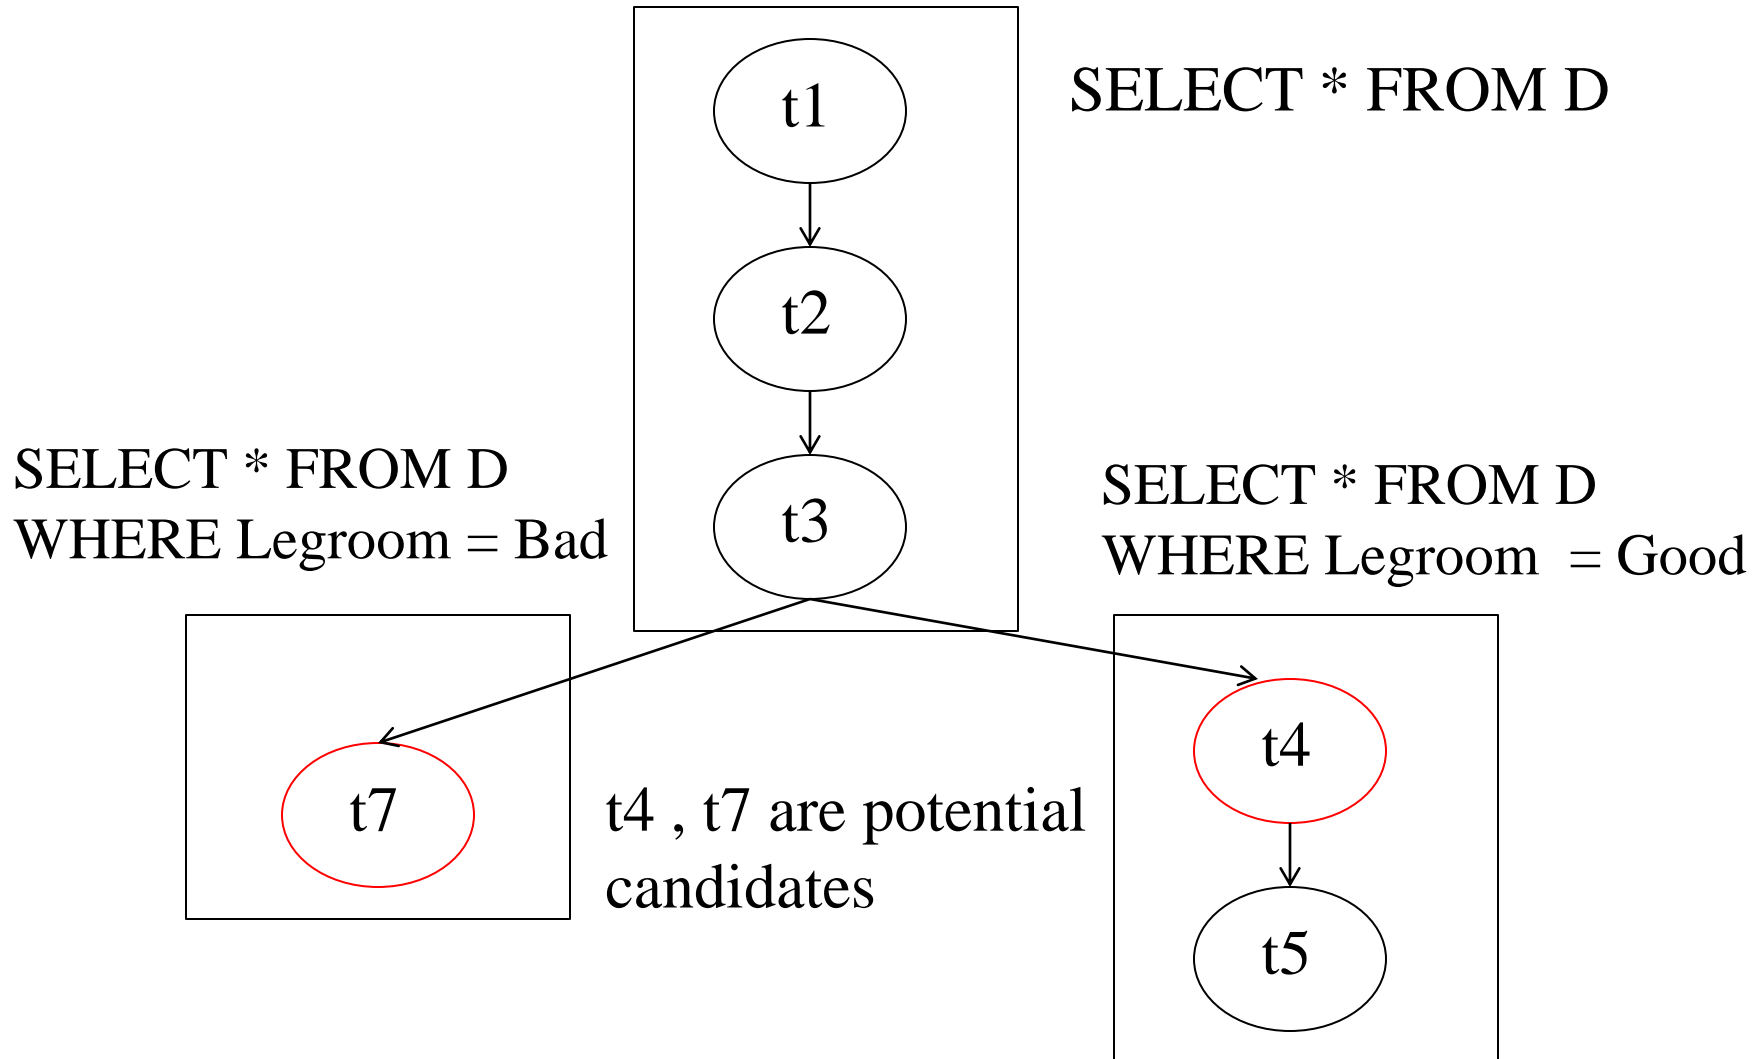 t1
SELECT * FROM D
t2
SELECT * FROM D
WHERE Legroom = Bad
t3
SELECT * FROM D
WHERE Legroom  = Good
t7
t4 , t7 are potential
candidates
t4
t5